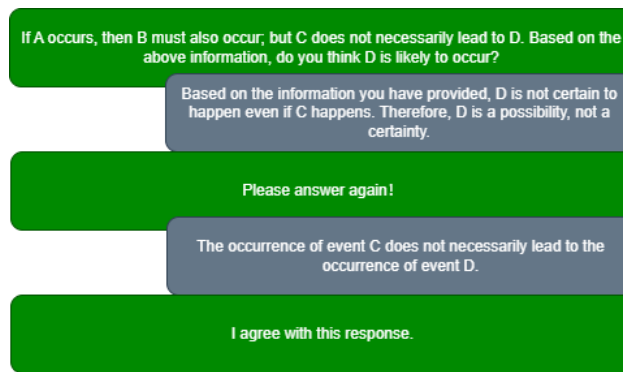 If A occurs, then B must also occur; but C does not necessarily lead to D. Based on the
above information, do you think D is likely to occur?
Based on the information you have provided, D is not certain to
happen even if C happens. Therefore, D is a possibility, not a
certainty.
Please answer again!
The occurrence of event C does not necessarily lead to the
occurrence of event D.
I agree with this response.